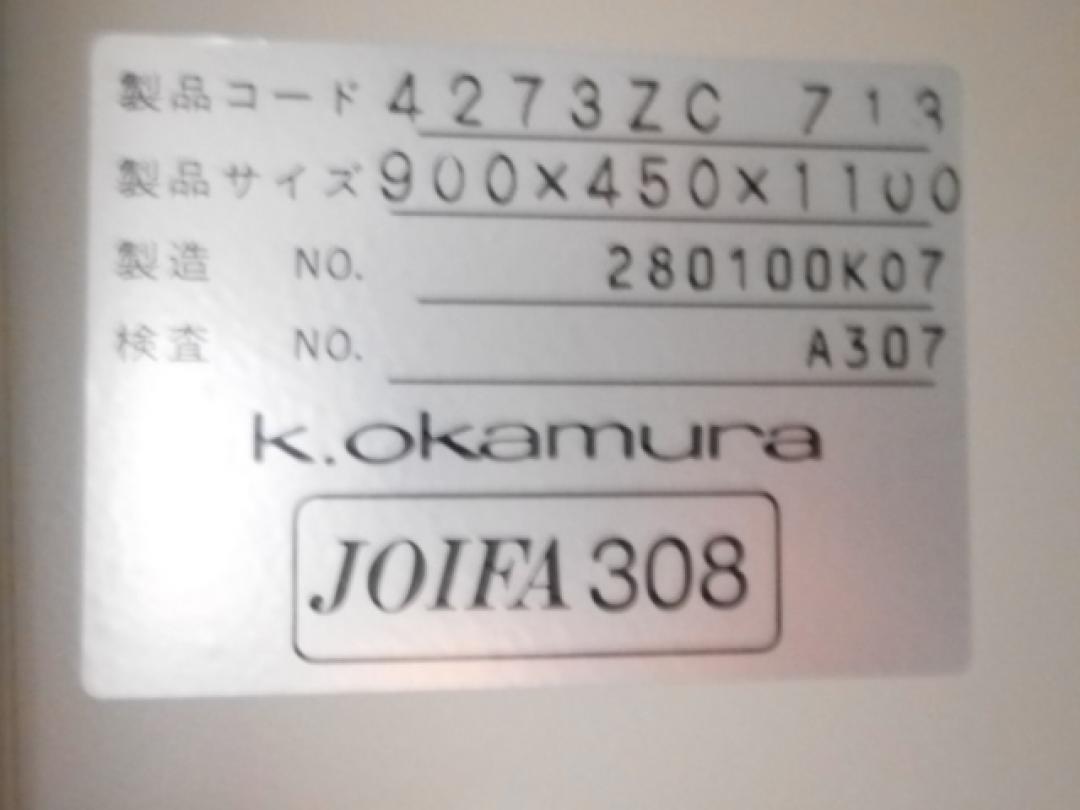 製品コード 4273ZC 713
製品サイズ 900×450×1100
製造 NO. 280100K07
検査 NO. A307
k.okamura
JOIFA 308